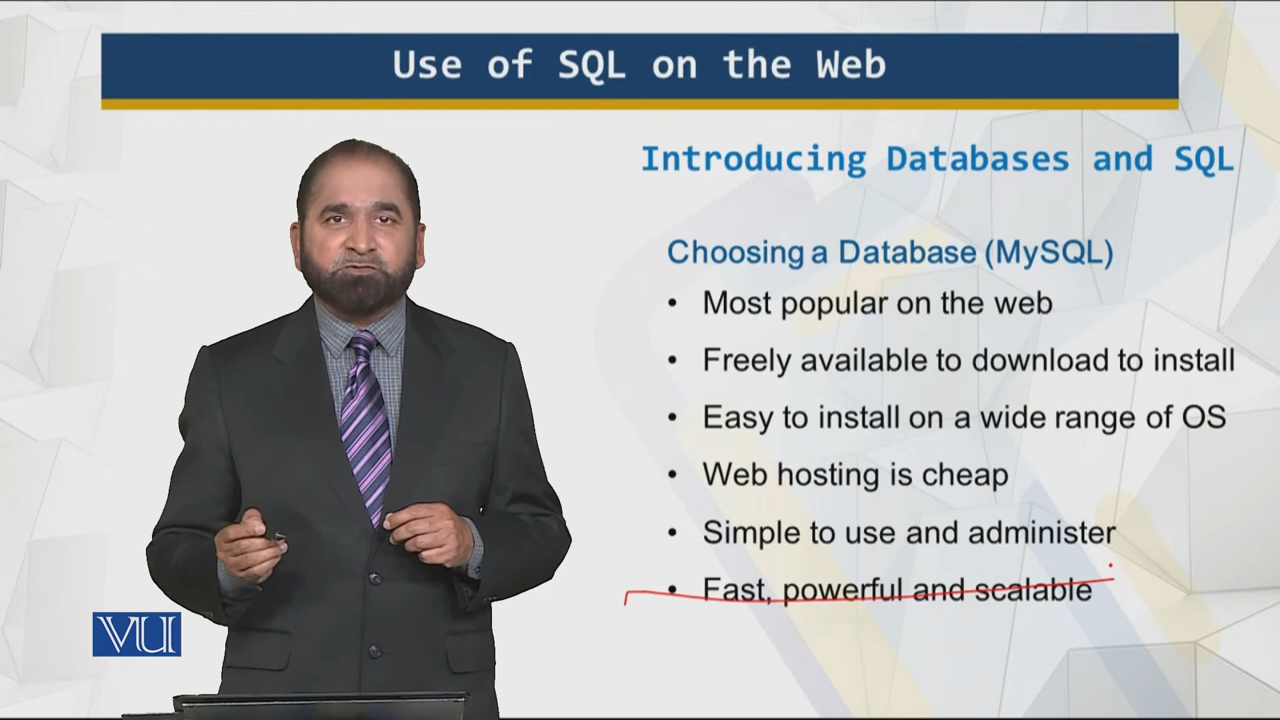 Use of SQL on the Web
Introducing Databases and SQL
Choosing a Database (MySQL)
• Most popular on the web
• Freely available to download to install
• Easy to install on a wide range of OS
• Web hosting is cheap
• Simple to use and administer
• Fast, powerful and scalable
VU